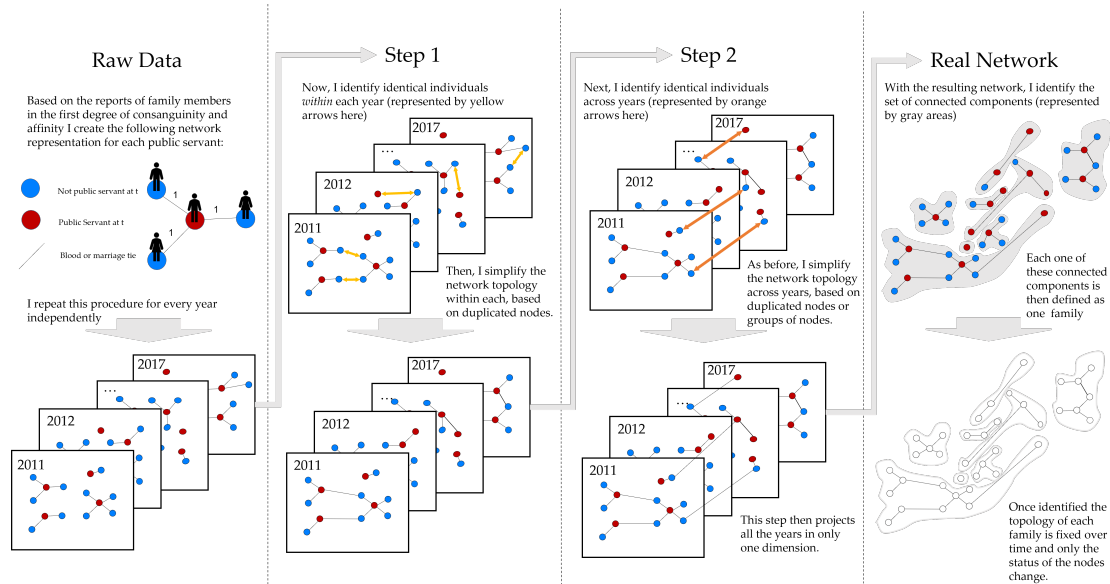 Raw Data
Based on the reports of family members
in the first degree of consanguinity and
affinity I create the following network
representation for each public servant:
Not public servant at t
Public Servant at t
Blood or marriage tie
1
1
1
I repeat this procedure for every year
independently
2017
...
2012
2011
Step 1
Now, I identify identical individuals
within each year (represented by yellow
arrows here)
2017
...
2012
2011
Then, I simplify the
network topology
within each, based
on duplicated nodes.
2017
...
2012
2011
Step 2
Next, I identify identical individuals
across years (represented by orange
arrows here)
2017
...
2012
2011
As before, I simplify
the network topology
across years, based on
duplicated nodes or
groups of nodes.
2017
...
2012
2011
This step then projects
all the years in only
one dimension.
Real Network
With the resulting network, I identify the
set of connected components (represented
by gray areas)
Each one of
these connected
components is
then defined as
one family
Once identified the
topology of each
family is fixed over
time and only the
status of the nodes
change.